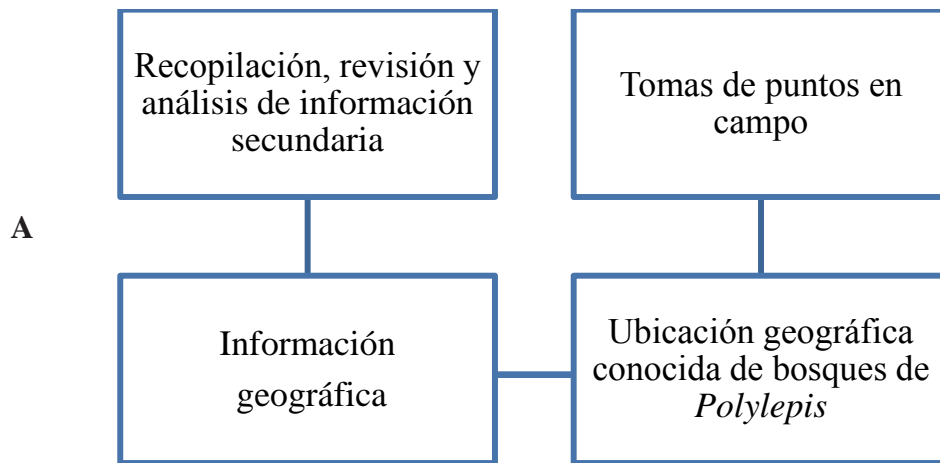 Recopilación, revisión y
análisis de información
secundaria
Tomas de puntos en
campo
A
Información
geográfica
Ubicación geográfica
conocida de bosques de
Polylepis